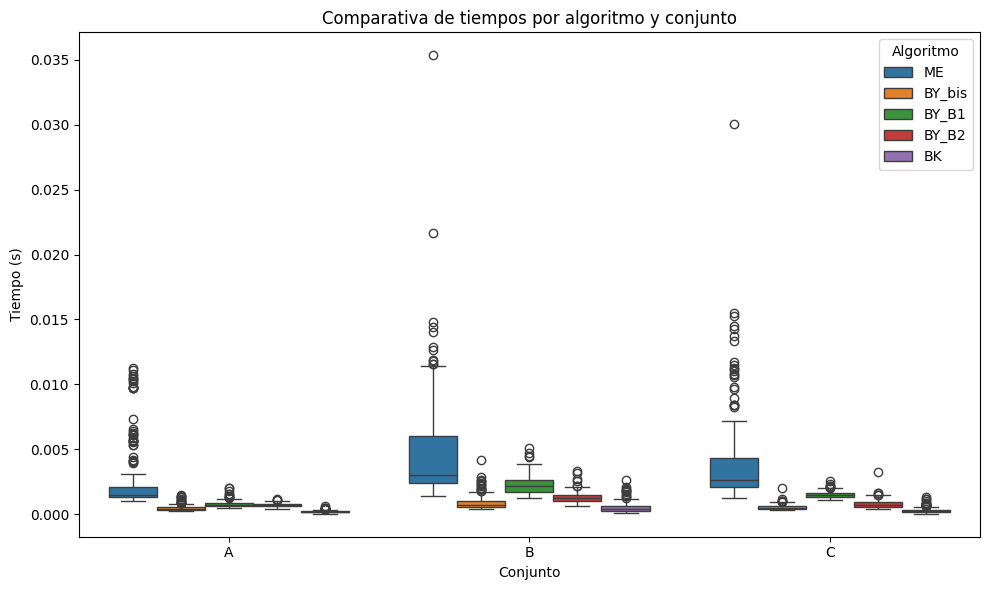 Comparativa de tiempos por algoritmo y conjunto
Algoritmo
ME
BY_bis
BY_B1
BY_B2
BK
Tiempo (s)
0.035
0.030
0.025
0.020
0.015
0.010
0.005
0.000
A
B
C
Conjunto